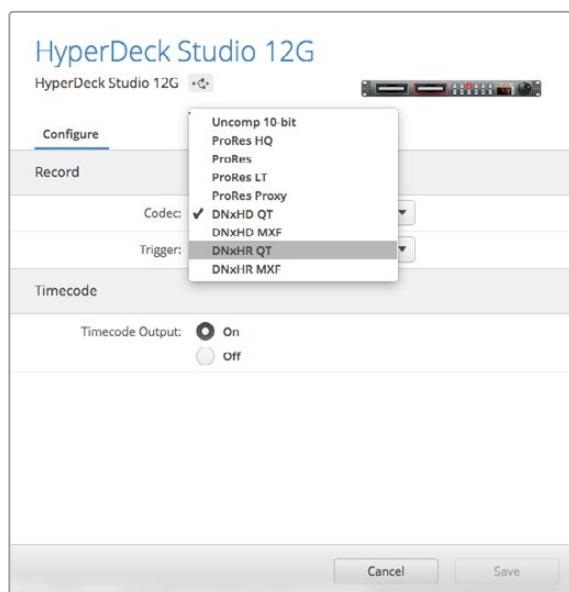 HyperDeck Studio 12G
HyperDeck Studio 12G
Configure
Record
Codec:
Uncomp 10-bit
ProRes HQ
ProRes
ProRes LT
ProRes Proxy
✓ DNxHD QT
DNxHD MXF
DNxHR QT
DNxHR MXF
Trigger:
Timecode
Timecode Output:
On
Off
Cancel
Save